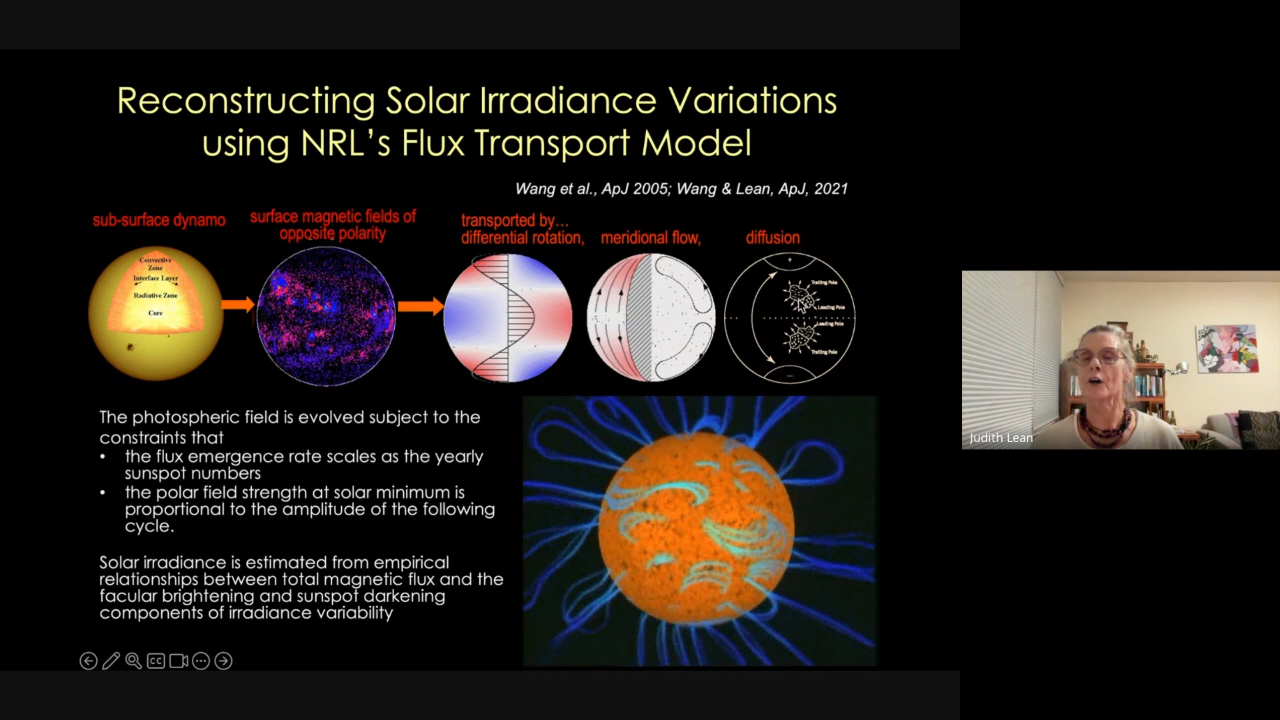 Reconstructing Solar Irradiance Variations
using NRL's Flux Transport Model
Wang et al., ApJ 2005; Wang & Lean, ApJ, 2021
sub-surface dynamo
surface magnetic fields of
opposite polarity
transported by…
differential rotation,
meridional flow,
diffusion
Convective
Zone
Interface Layer
Radiative Zone
Core
+
Trailing Pole
Leading Pole
Leading Pole
Trailing Pole
–
The photospheric field is evolved subject to the
constraints that
• the flux emergence rate scales as the yearly
sunspot numbers
• the polar field strength at solar minimum is
proportional to the amplitude of the following
cycle.
Solar irradiance is estimated from empirical
relationships between total magnetic flux and the
facular brightening and sunspot darkening
components of irradiance variability
CC
Judith Lean